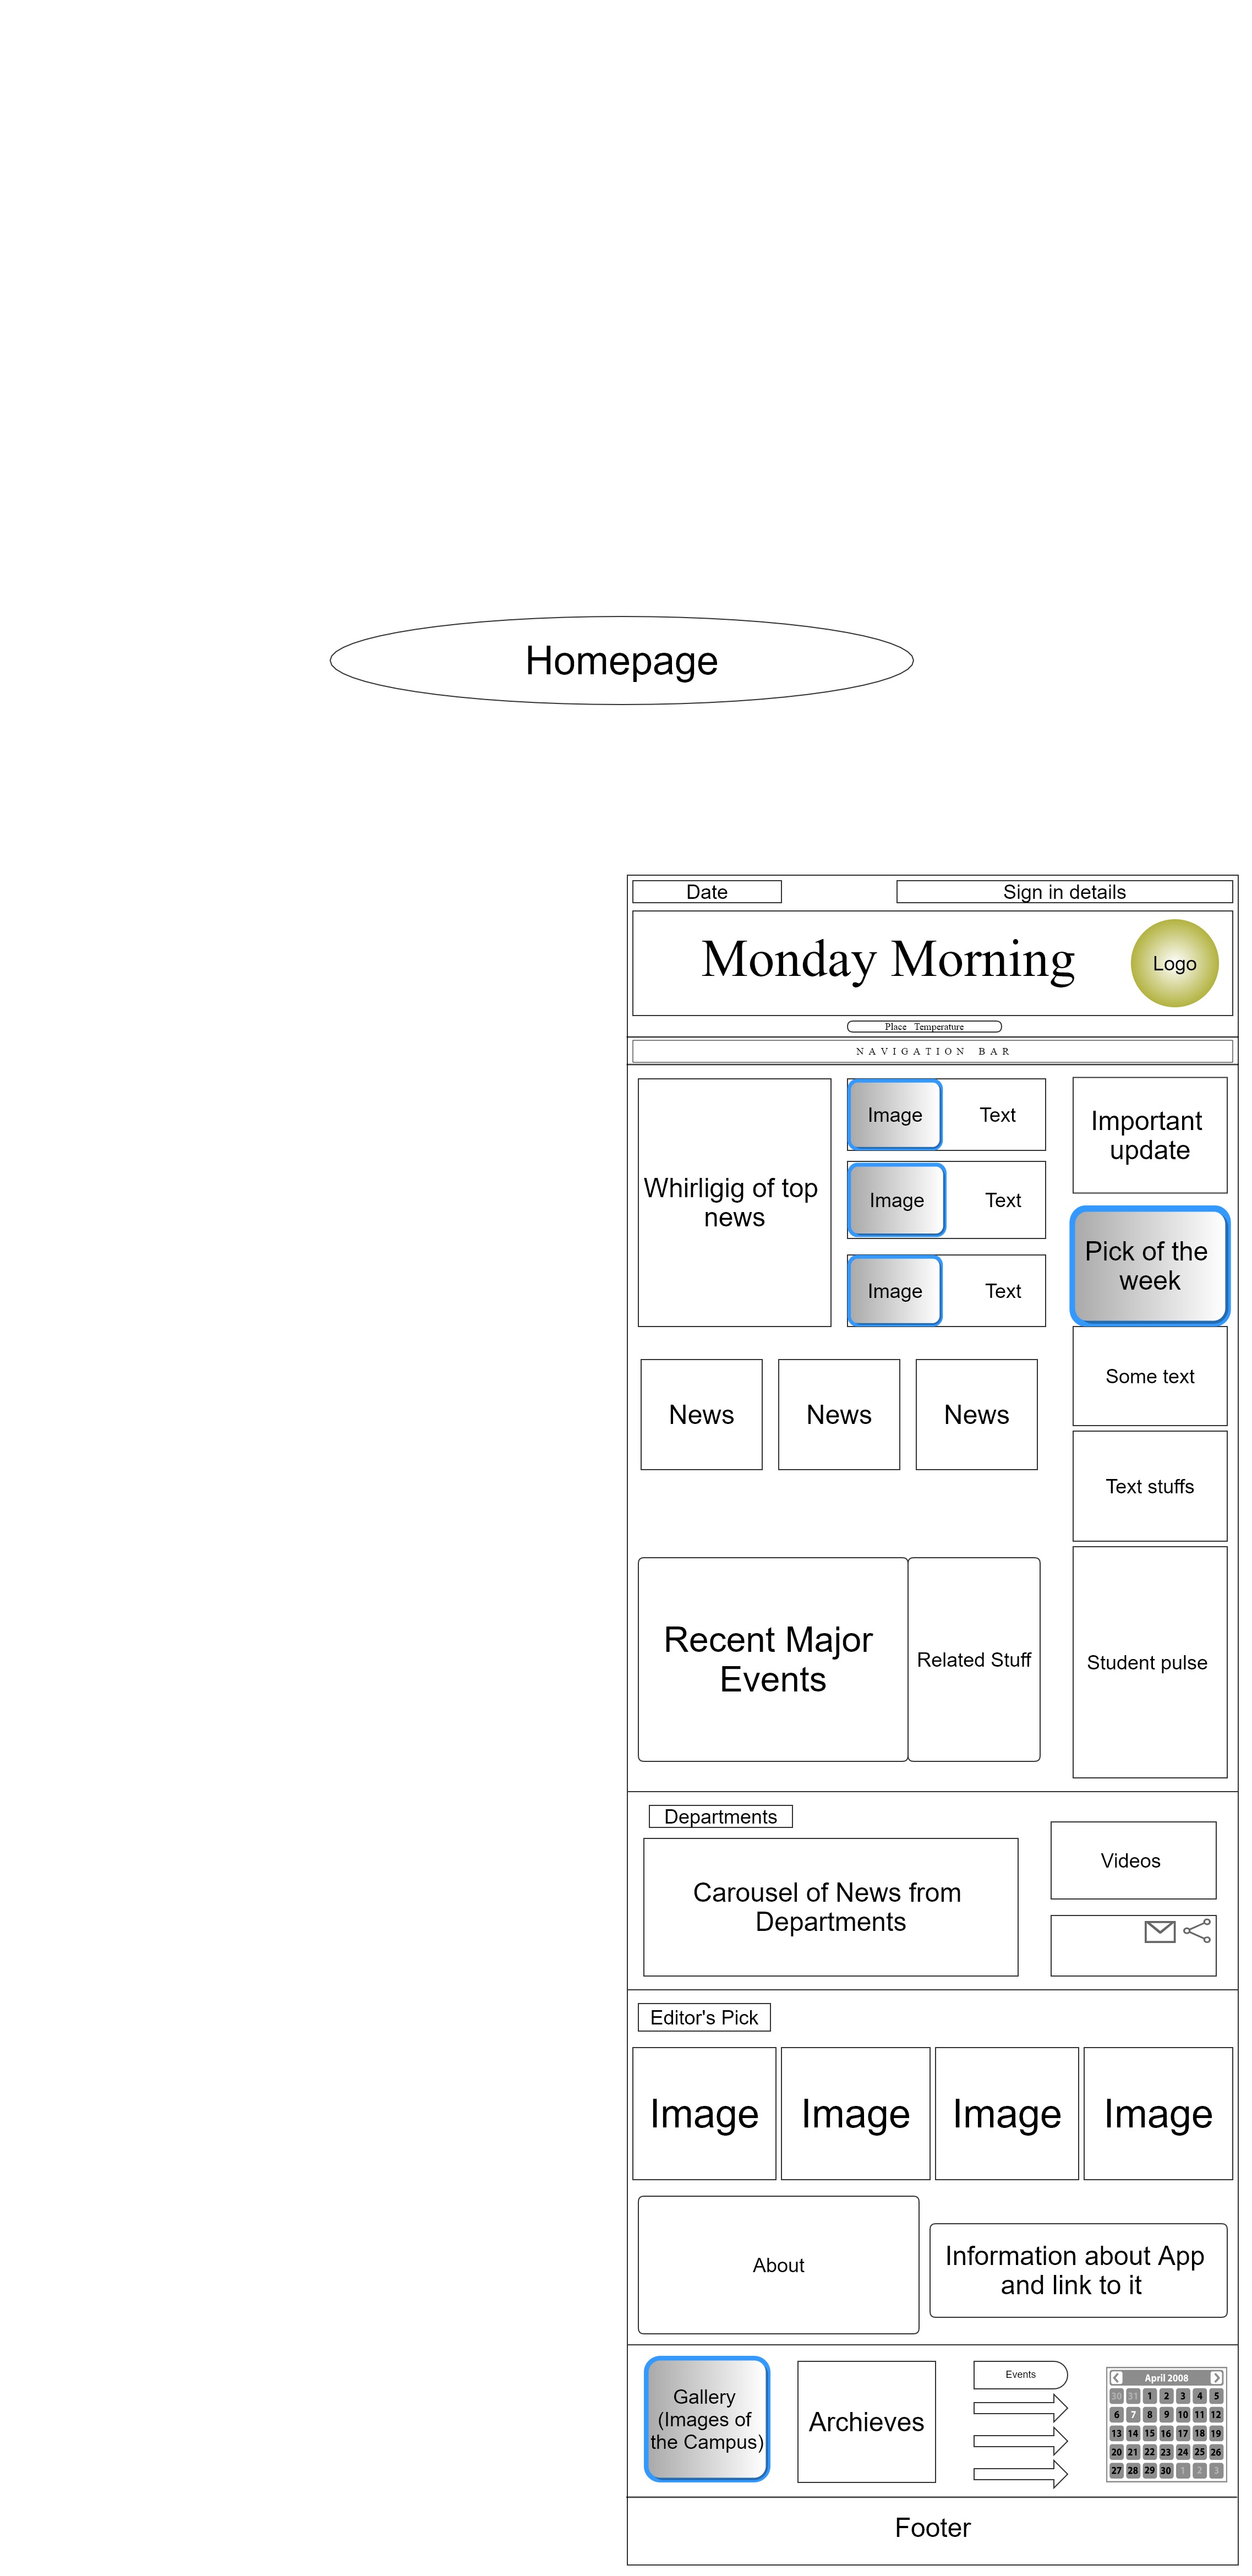 Homepage
Date
Sign in details
Monday Morning
Logo
Place Temperature
NAVIGATION BAR
Whirligig of top
news
Image
Text
Image
Text
Image
Text
Important
update
Pick of the
week
Some text
Text stuffs
Student pulse
News
News
News
Recent Major
Events
Related Stuff
Departments
Carousel of News from
Departments
Videos
Editor's Pick
Image
Image
Image
Image
About
Information about App
and link to it
Gallery
(Images of
the Campus)
Archieves
Events
April 2008
30 31 1 2 3 4 5
6 7 8 9 10 11 12
13 14 15 16 17 18 19
20 21 22 23 24 25 26
27 28 29 30 1 2 3
Footer